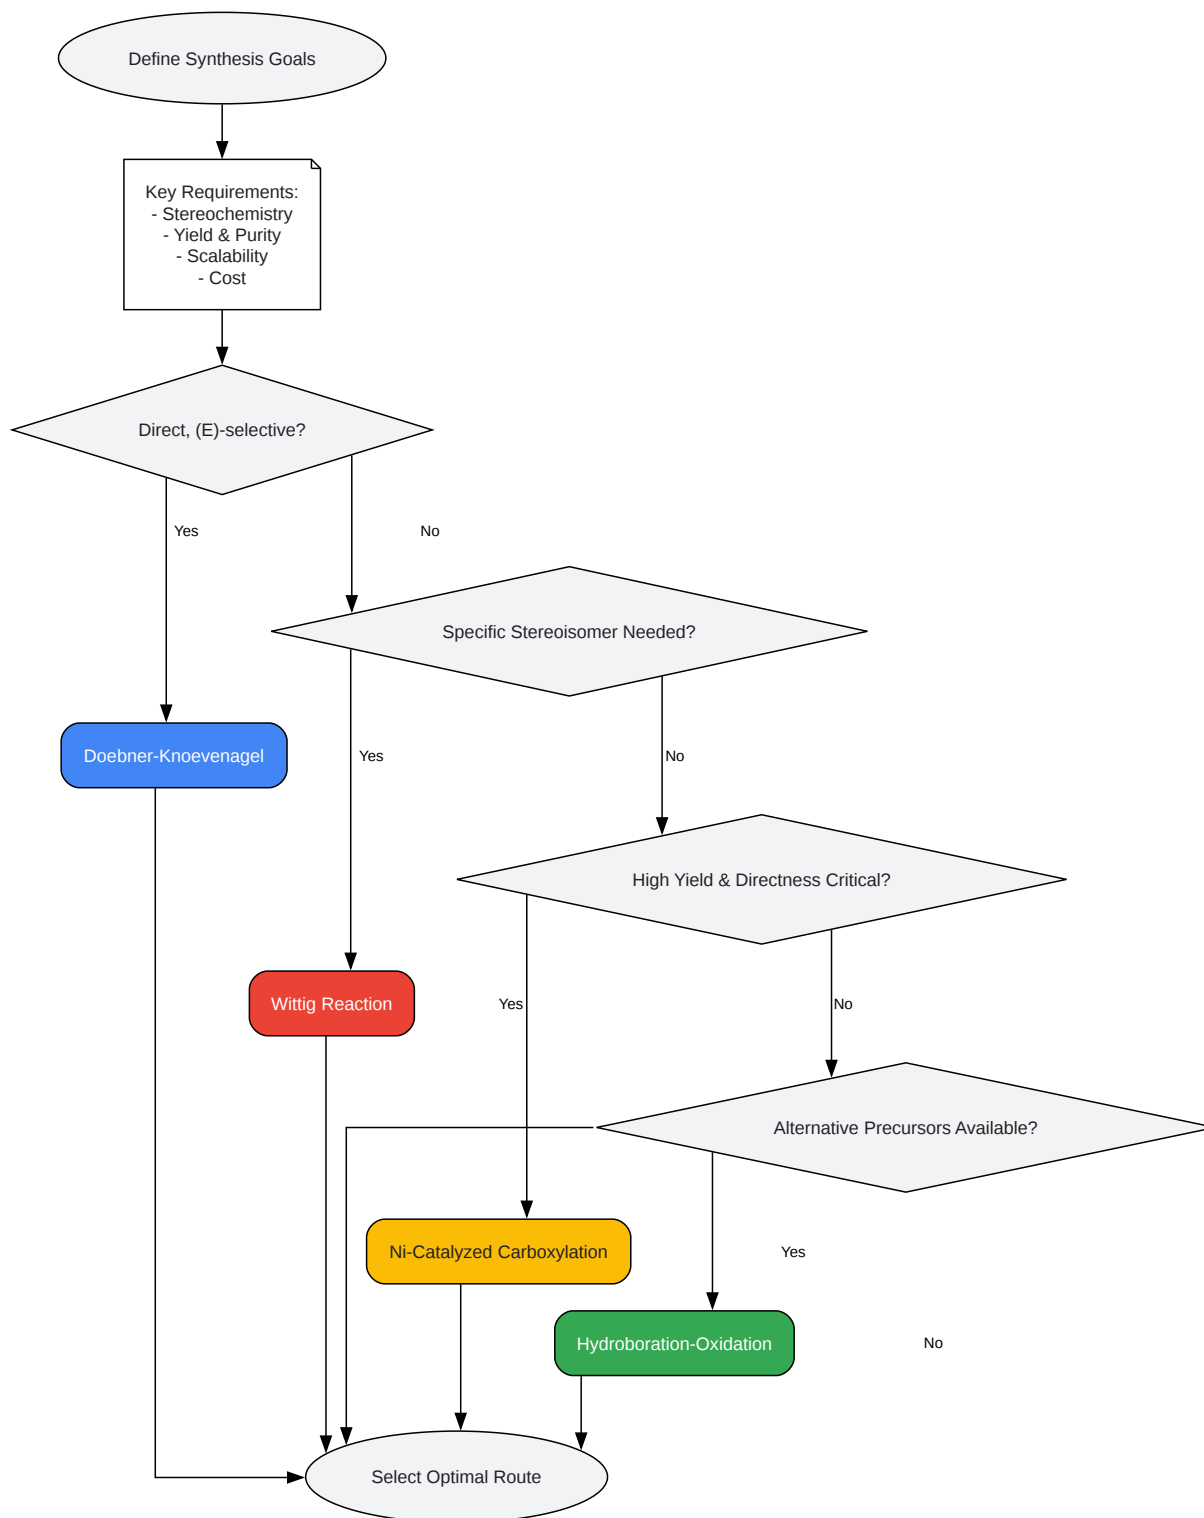 Define Synthesis Goals
Key Requirements:
- Stereochemistry
- Yield & Purity
- Scalability
- Cost
Direct, (E)-selective?
Yes
No
Specific Stereoisomer Needed?
Doebner-Knoevenagel
Yes
No
High Yield & Directness Critical?
Wittig Reaction
Yes
No
Alternative Precursors Available?
Ni-Catalyzed Carboxylation
Yes
Hydroboration-Oxidation
No
Select Optimal Route